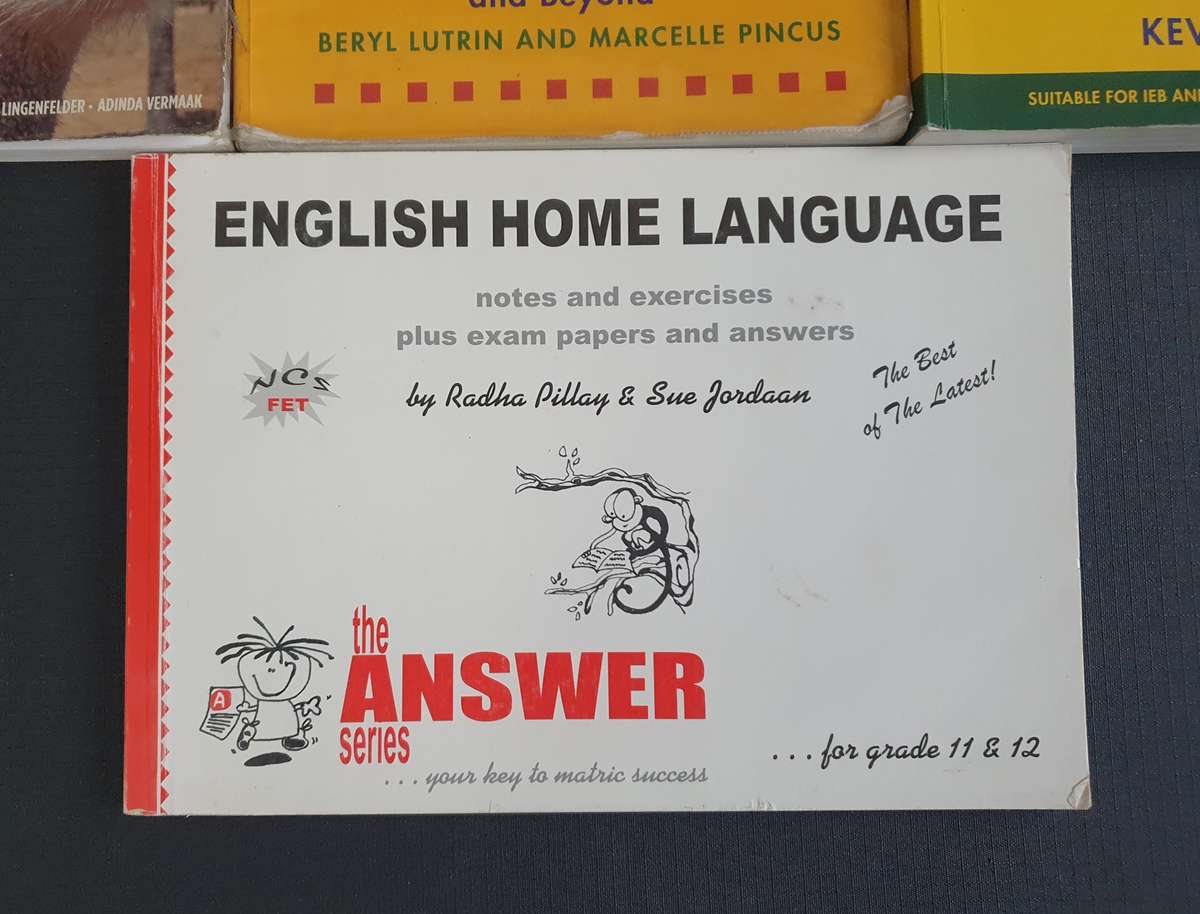 and Beyond
BERYL LUTRIN AND MARCELLE PINCUS
LINGENFELDER · ADINDA VERMAAK
KEV
SUITABLE FOR IEB AN
ENGLISH HOME LANGUAGE
notes and exercises
plus exam papers and answers
NCS
FET
by Radha Pillay & Sue Jordaan
The Best
of The Latest!
A
the
ANSWER
series
. . . your key to matric success
. . . for grade 11 & 12